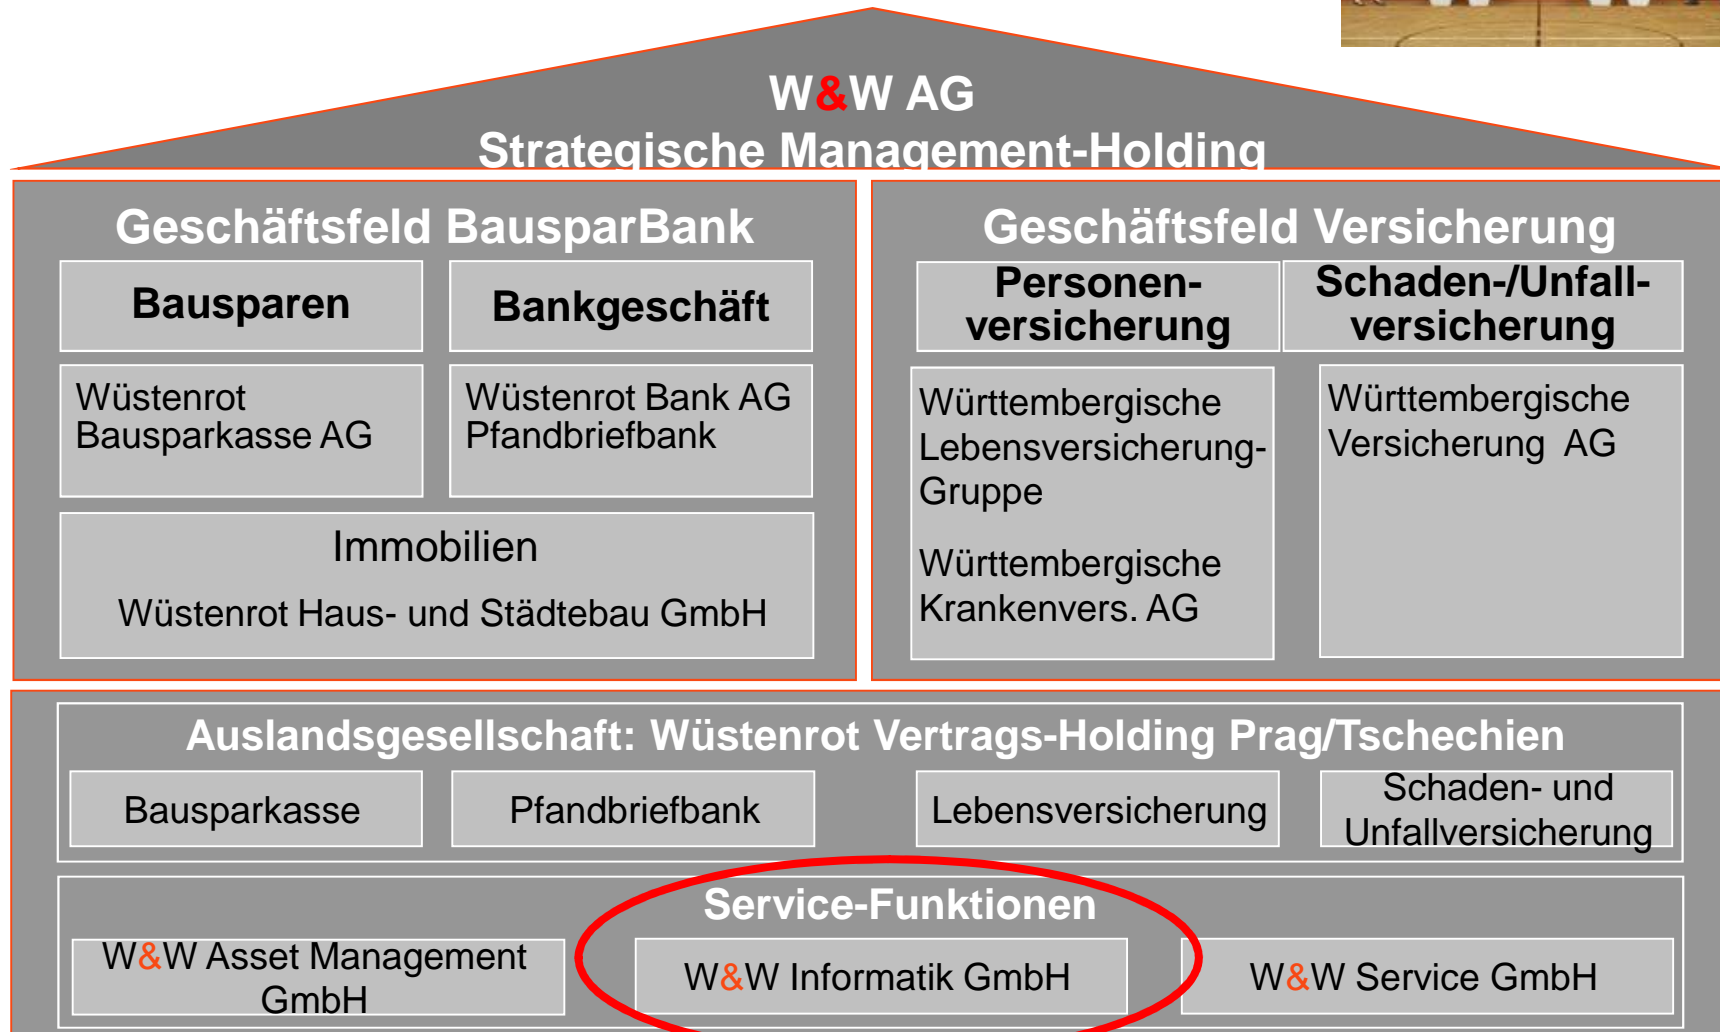 W&W AG
Strategische Management-Holding
Geschäftsfeld BausparBank
Bausparen
Bankgeschäft
Wüstenrot
Bausparkasse AG
Wüstenrot Bank AG
Pfandbriefbank
Immobilien
Wüstenrot Haus- und Städtebau GmbH
Geschäftsfeld Versicherung
Personen-
versicherung
Schaden-/Unfall-
versicherung
Württembergische
Lebensversicherung-
Gruppe
Württembergische
Krankenvers. AG
Württembergische
Versicherung AG
Auslandsgesellschaft: Wüstenrot Vertrags-Holding Prag/Tschechien
Bausparkasse
Pfandbriefbank
Lebensversicherung
Schaden- und
Unfallversicherung
Service-Funktionen
W&W Asset Management
GmbH
W&W Informatik GmbH
W&W Service GmbH